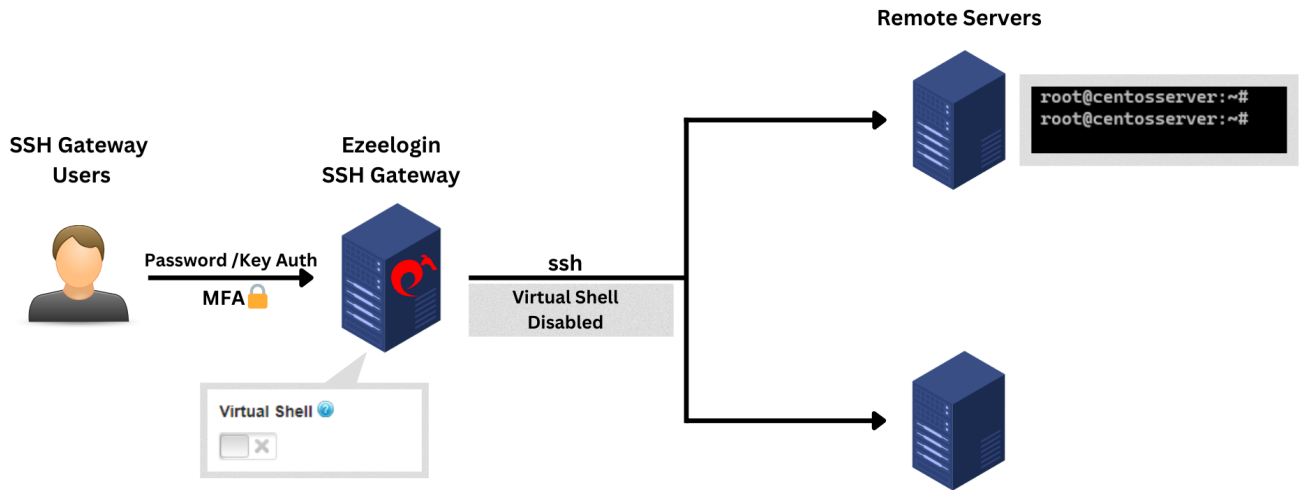 Remote Servers
root@centosserver:~#
root@centosserver:~#
SSH Gateway
Users
Ezeelogin
SSH Gateway
Password /Key Auth
MFA
ssh
Virtual Shell
Disabled
Virtual Shell ?